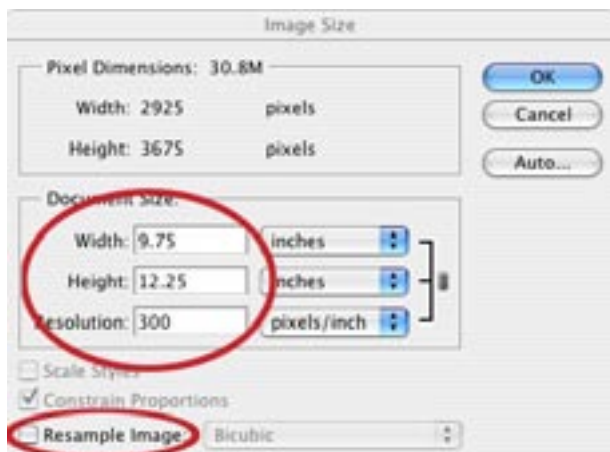 Image Size
Pixel Dimensions: 30.8M
Width: 2925 pixels
Height: 3675 pixels
OK
Cancel
Auto...
Document Size:
Width: 9.75 inches
Height: 12.25 inches
Resolution: 300 pixels/inch
Scale Styles
Constrain Proportions
Resample Image: Bicubic